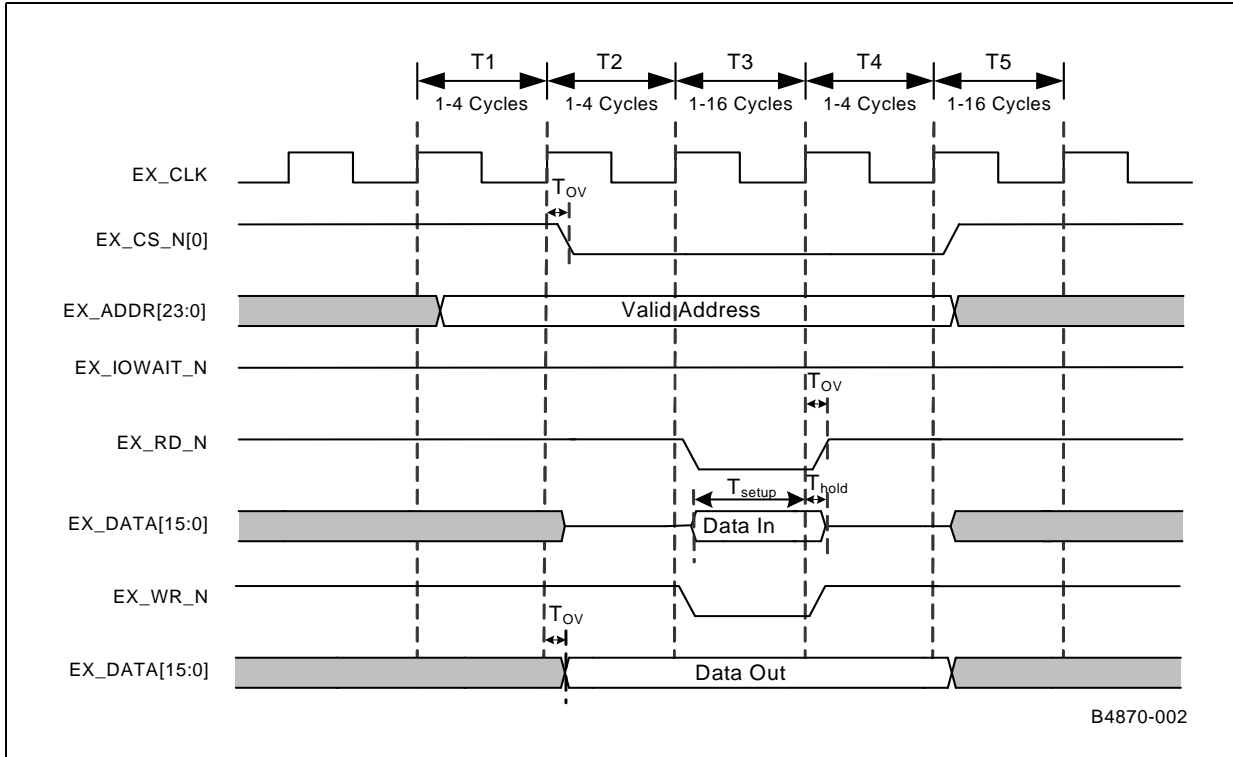 T1 T2 T3 T4 T5
1-4 Cycles 1-4 Cycles 1-16 Cycles 1-4 Cycles 1-16 Cycles
EX_CLK
TOV
EX_CS_N[0]
EX_ADDR[23:0] Valid Address
EX_IOWAIT_N
TOV
EX_RD_N
Tsetup Thold
EX_DATA[15:0] Data In
EX_WR_N
TOV
EX_DATA[15:0] Data Out
B4870-002